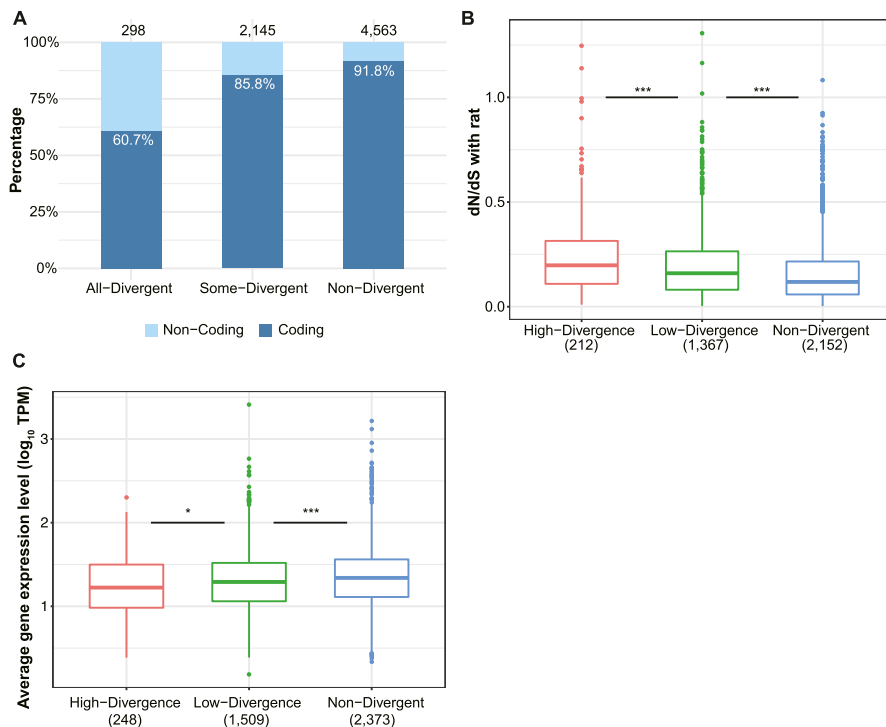 A
298 2,145 4,563
100%
75%
50%
25%
0%
Percentage
60.7%
85.8%
91.8%
All−Divergent Some−Divergent Non−Divergent
Non−Coding Coding
B
dN/dS with rat
1.0
0.5
0.0
*** ***
High−Divergence Low−Divergence Non−Divergent
(212) (1,367) (2,152)
C
Average gene expression level (log10 TPM)
3
2
1
* ***
High−Divergence Low−Divergence Non−Divergent
(248) (1,509) (2,373)